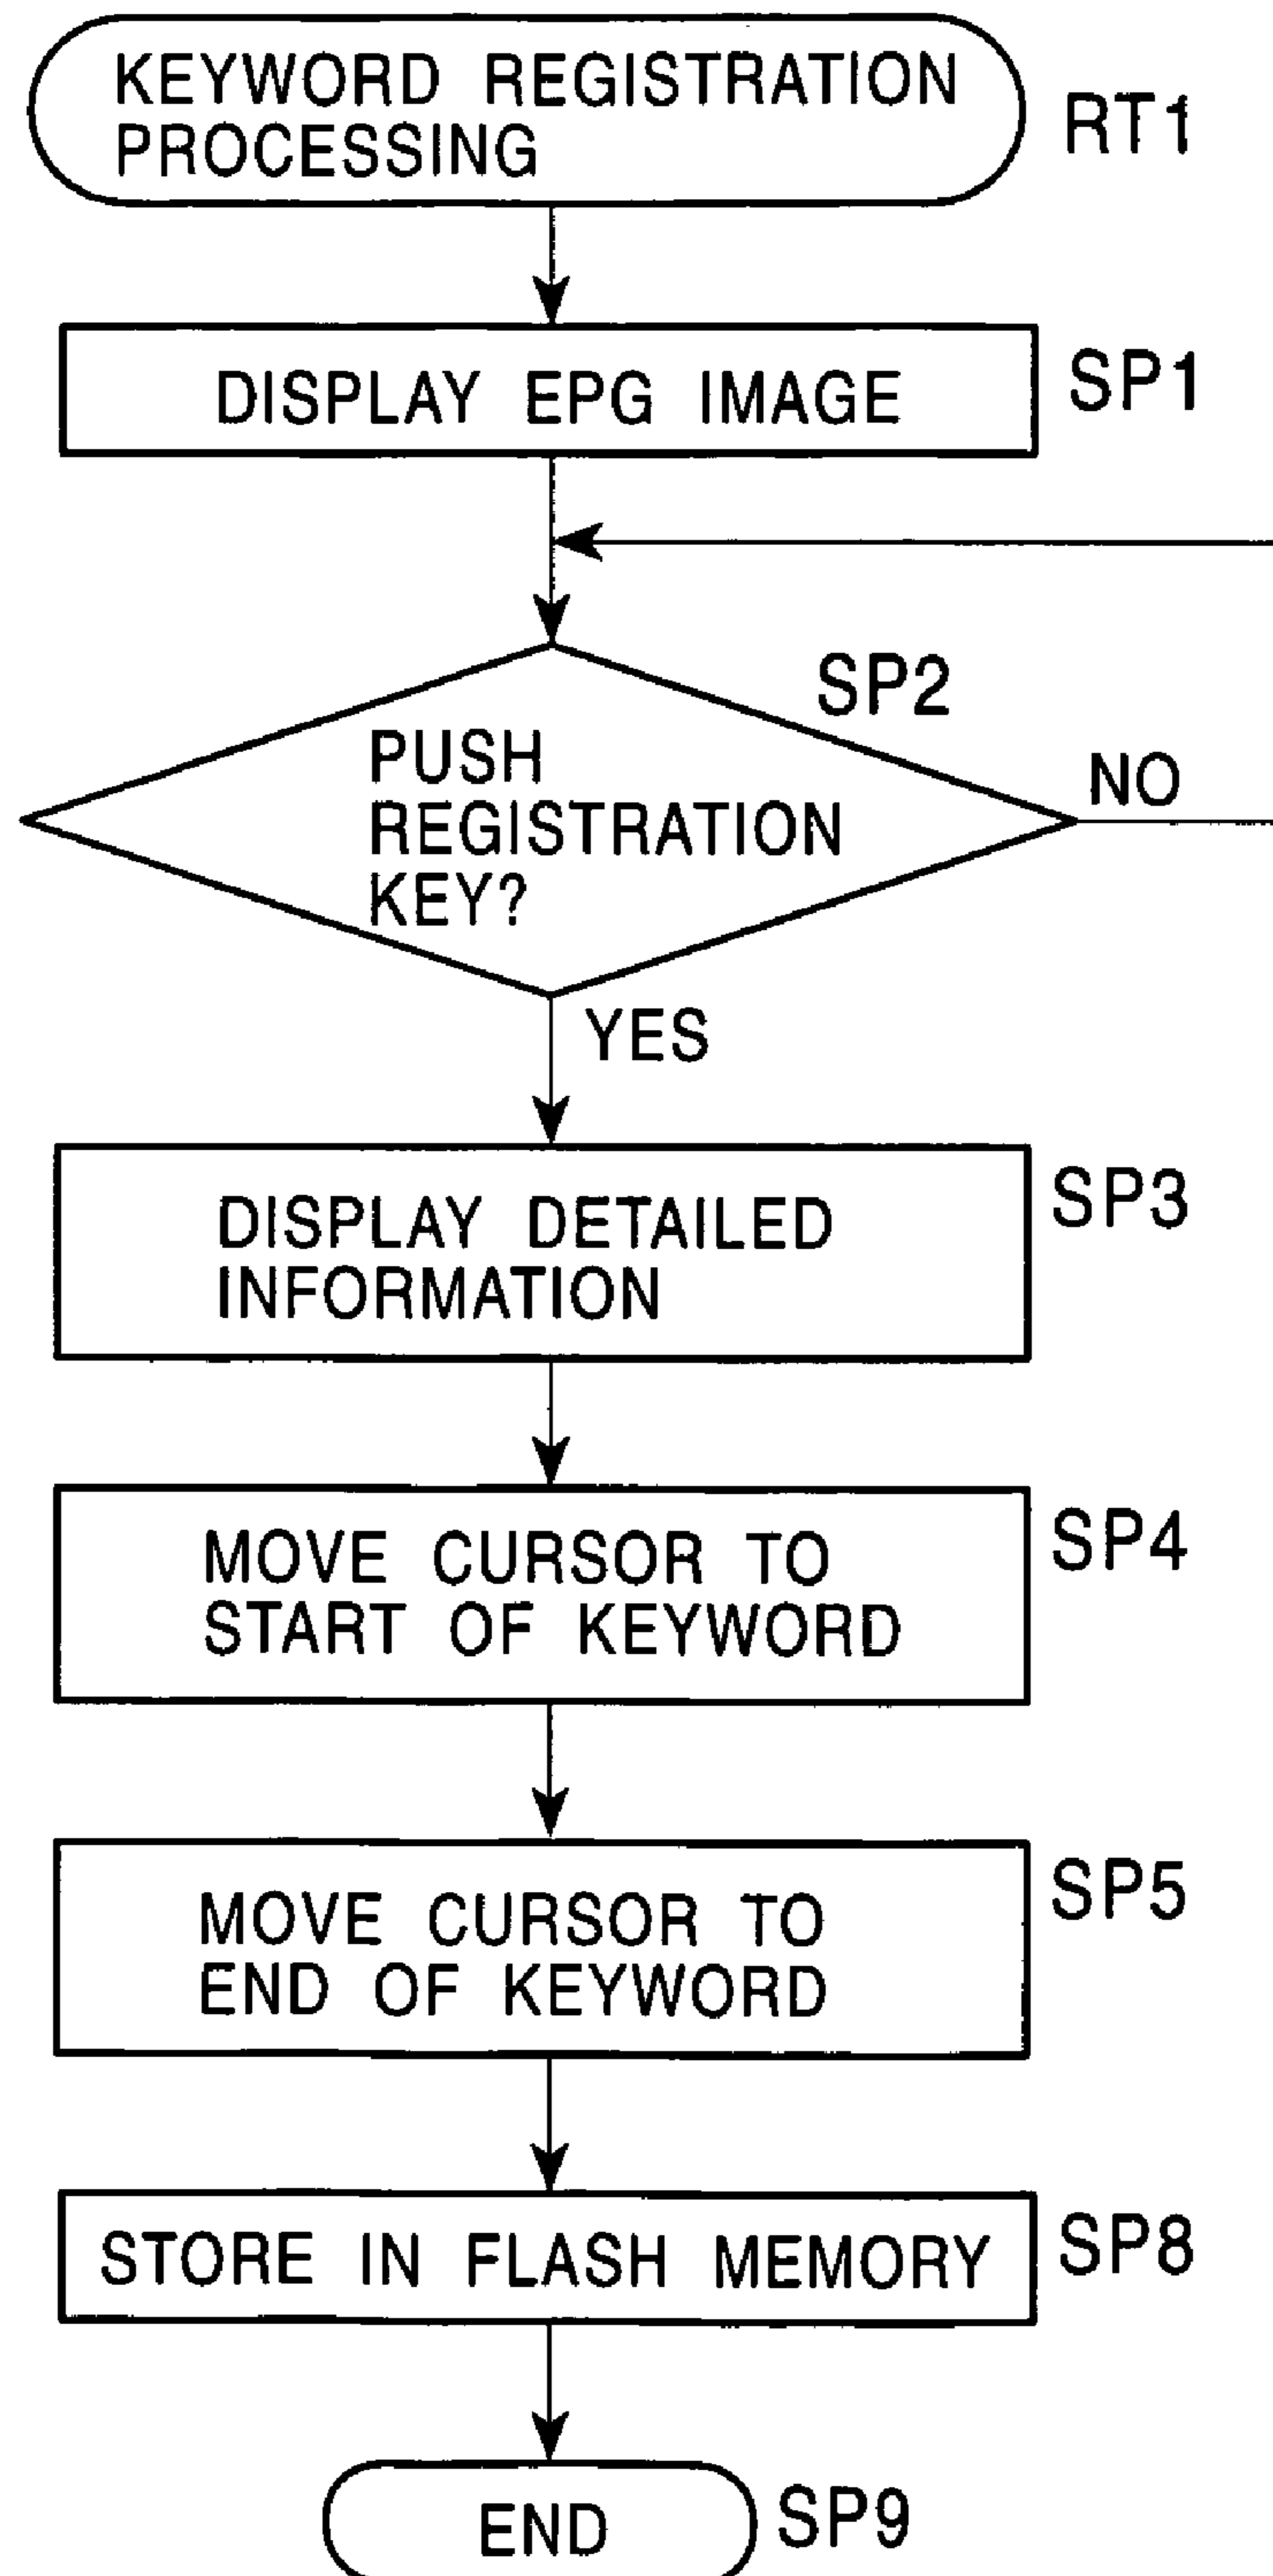 KEYWORD REGISTRATION
PROCESSING
RT1
DISPLAY EPG IMAGE
SP1
SP2
PUSH
REGISTRATION
KEY?
NO
YES
DISPLAY DETAILED
INFORMATION
SP3
MOVE CURSOR TO
START OF KEYWORD
SP4
MOVE CURSOR TO
END OF KEYWORD
SP5
STORE IN FLASH MEMORY
SP8
END
SP9